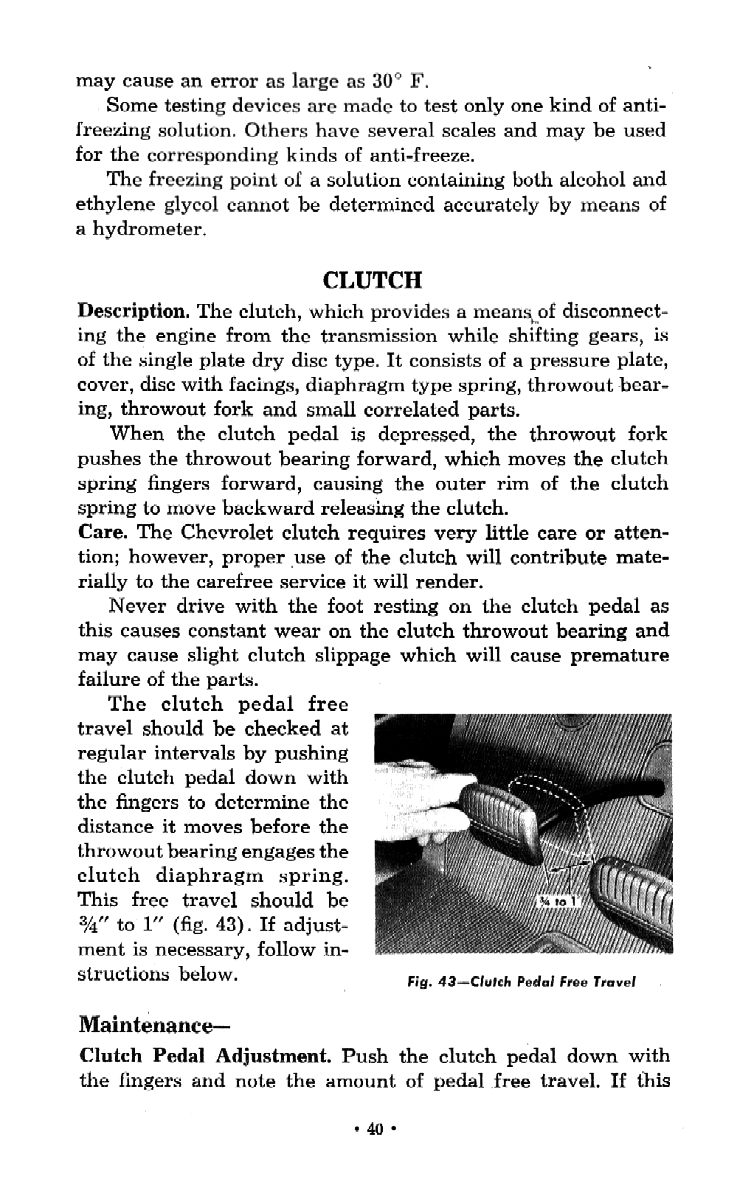 may cause an error as large as 30° F.
Some testing devices are made to test only one kind of anti-
freezing solution. Others have several scales and may be used
for the corresponding kinds of anti-freeze.
The freezing point of a solution containing both alcohol and
ethylene glycol cannot be determined accurately by means of
a hydrometer.
CLUTCH
Description. The clutch, which provides a means of disconnect-
ing the engine from the transmission while shifting gears, is
of the single plate dry disc type. It consists of a pressure plate,
cover, disc with facings, diaphragm type spring, throwout bear-
ing, throwout fork and small correlated parts.
When the clutch pedal is depressed, the throwout fork
pushes the throwout bearing forward, which moves the clutch
spring fingers forward, causing the outer rim of the clutch
spring to move backward releasing the clutch.
Care. The Chevrolet clutch requires very little care or atten-
tion; however, proper use of the clutch will contribute mate-
rially to the carefree service it will render.
Never drive with the foot resting on the clutch pedal as
this causes constant wear on the clutch throwout bearing and
may cause slight clutch slippage which will cause premature
failure of the parts.
The clutch pedal free
travel should be checked at
regular intervals by pushing
the clutch pedal down with
the fingers to determine the
distance it moves before the
throwout bearing engages the
clutch diaphragm spring.
This free travel should be
¾″ to 1″ (fig. 43). If adjust-
ment is necessary, follow in-
structions below.
¾ to 1"
Fig. 43—Clutch Pedal Free Travel
Maintenance—
Clutch Pedal Adjustment. Push the clutch pedal down with
the fingers and note the amount of pedal free travel. If this
• 40 •